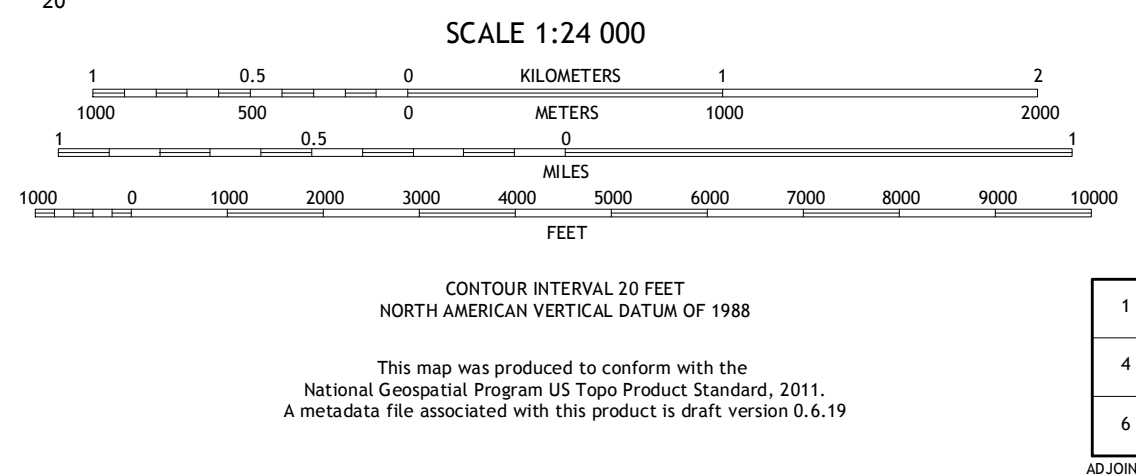 20
SCALE 1:24 000
1 0.5 0 KILOMETERS 1 2
1000 500 0 METERS 1000 2000
1 0.5 0 1
MILES
1000 0 1000 2000 3000 4000 5000 6000 7000 8000 9000 10000
FEET
CONTOUR INTERVAL 20 FEET
NORTH AMERICAN VERTICAL DATUM OF 1988
This map was produced to conform with the
National Geospatial Program US Topo Product Standard, 2011.
A metadata file associated with this product is draft version 0.6.19
1
4
6
ADJOIN